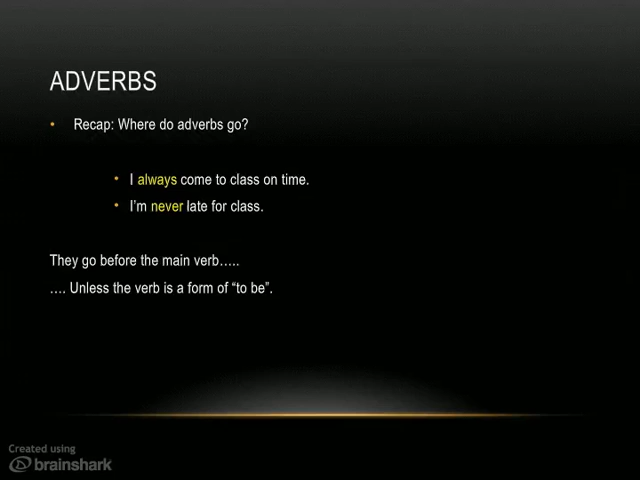 ADVERBS
• Recap: Where do adverbs go?
• I always come to class on time.
• I'm never late for class.
They go before the main verb…..
…. Unless the verb is a form of “to be”.
Created using
brainshark